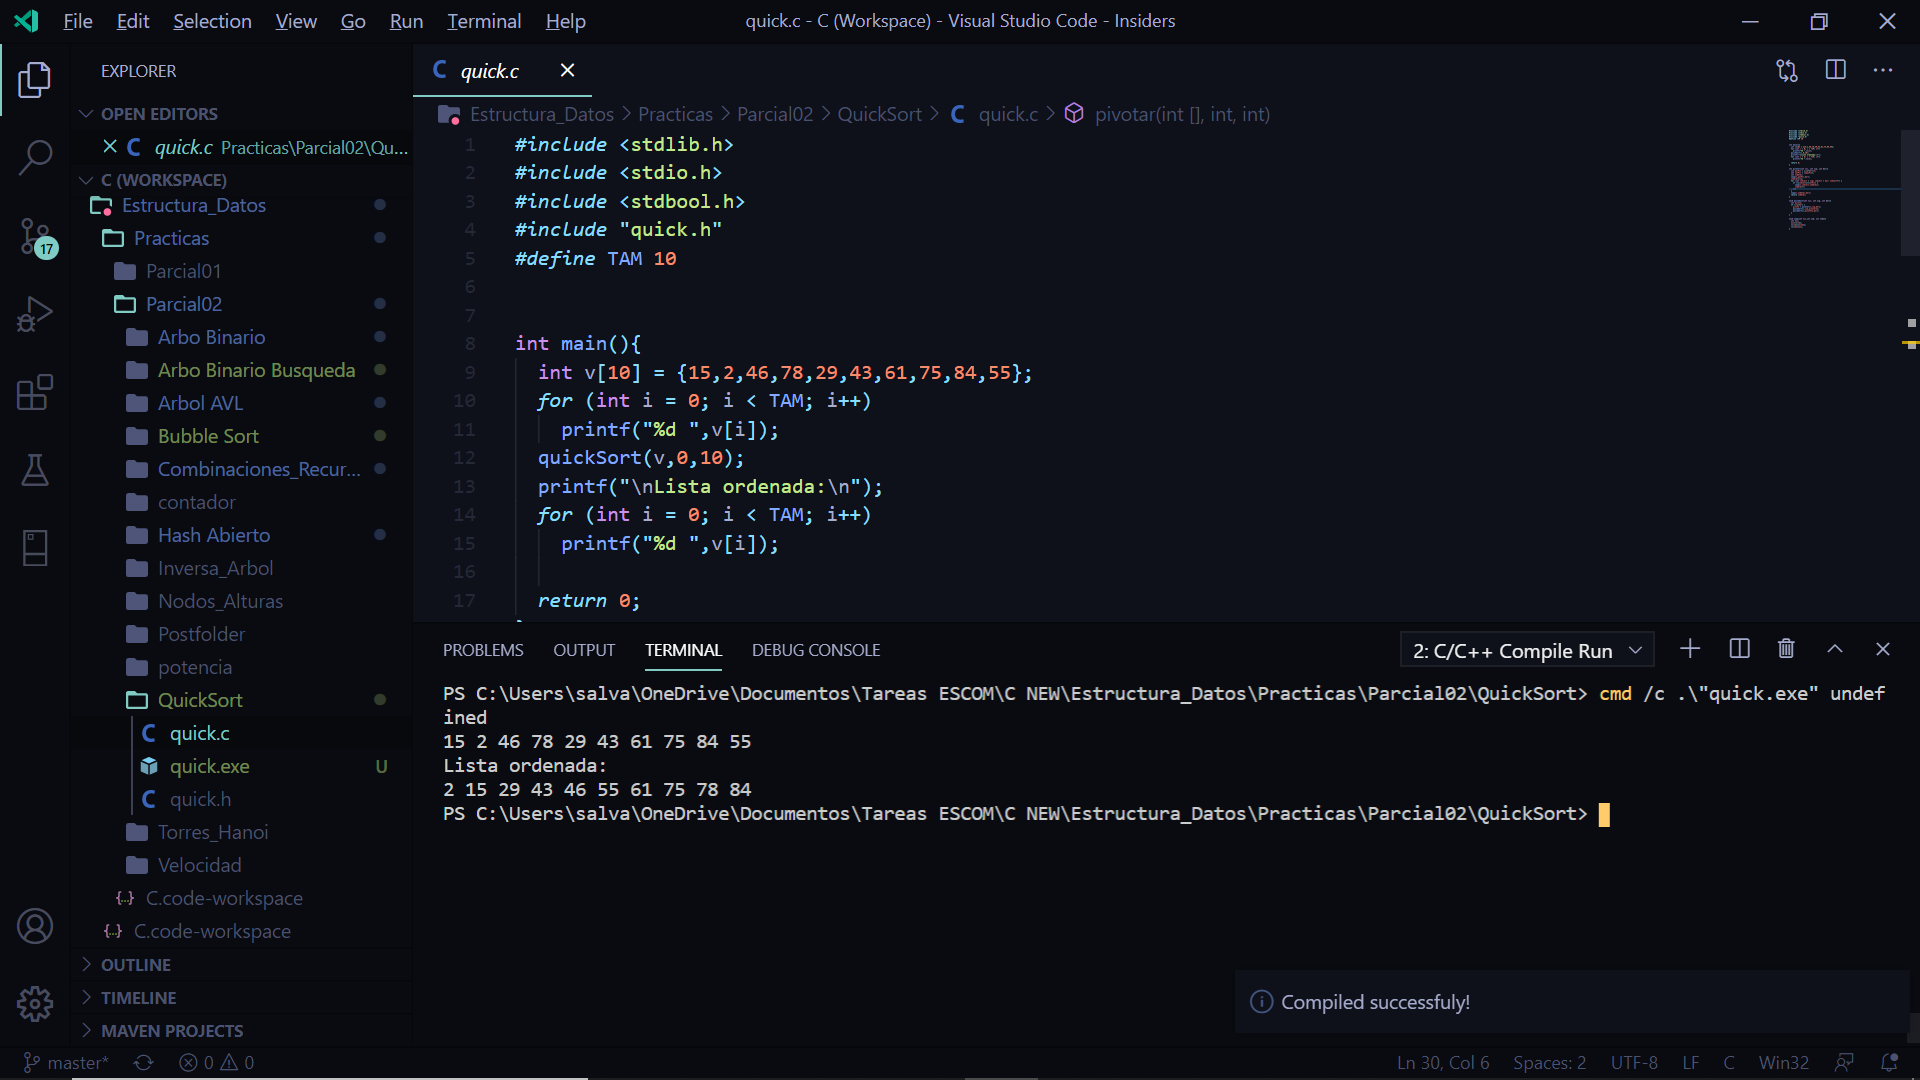 File Edit Selection View Go Run Terminal Help
quick.c - C (Workspace) - Visual Studio Code - Insiders
EXPLORER
OPEN EDITORS
quick.c Practicas\Parcial02\Qu...
C (WORKSPACE)
Estructura_Datos
Practicas
Parcial01
Parcial02
Arbo Binario
Arbo Binario Busqueda
Arbol AVL
Bubble Sort
Combinaciones_Recur...
contador
Hash Abierto
Inversa_Arbol
Nodos_Alturas
Postfolder
potencia
QuickSort
quick.c
quick.exe U
quick.h
Torres_Hanoi
Velocidad
C.code-workspace
C.code-workspace
OUTLINE
TIMELINE
MAVEN PROJECTS
17
quick.c
Estructura_Datos > Practicas > Parcial02 > QuickSort > quick.c > pivotar(int [], int, int)
1 #include <stdlib.h>
2 #include <stdio.h>
3 #include <stdbool.h>
4 #include "quick.h"
5 #define TAM 10
6
7
8 int main(){
9 int v[10] = {15,2,46,78,29,43,61,75,84,55};
10 for (int i = 0; i < TAM; i++)
11 printf("%d ",v[i]);
12 quickSort(v,0,10);
13 printf("\nLista ordenada:\n");
14 for (int i = 0; i < TAM; i++)
15 printf("%d ",v[i]);
16
17 return 0;
PROBLEMS OUTPUT TERMINAL DEBUG CONSOLE
2: C/C++ Compile Run
PS C:\Users\salva\OneDrive\Documentos\Tareas ESCOM\C NEW\Estructura_Datos\Practicas\Parcial02\QuickSort> cmd /c .\"quick.exe" undef
ined
15 2 46 78 29 43 61 75 84 55
Lista ordenada:
2 15 29 43 46 55 61 75 78 84
PS C:\Users\salva\OneDrive\Documentos\Tareas ESCOM\C NEW\Estructura_Datos\Practicas\Parcial02\QuickSort>
Compiled successfuly!
master* 0 0
Ln 30, Col 6 Spaces: 2 UTF-8 LF C Win32